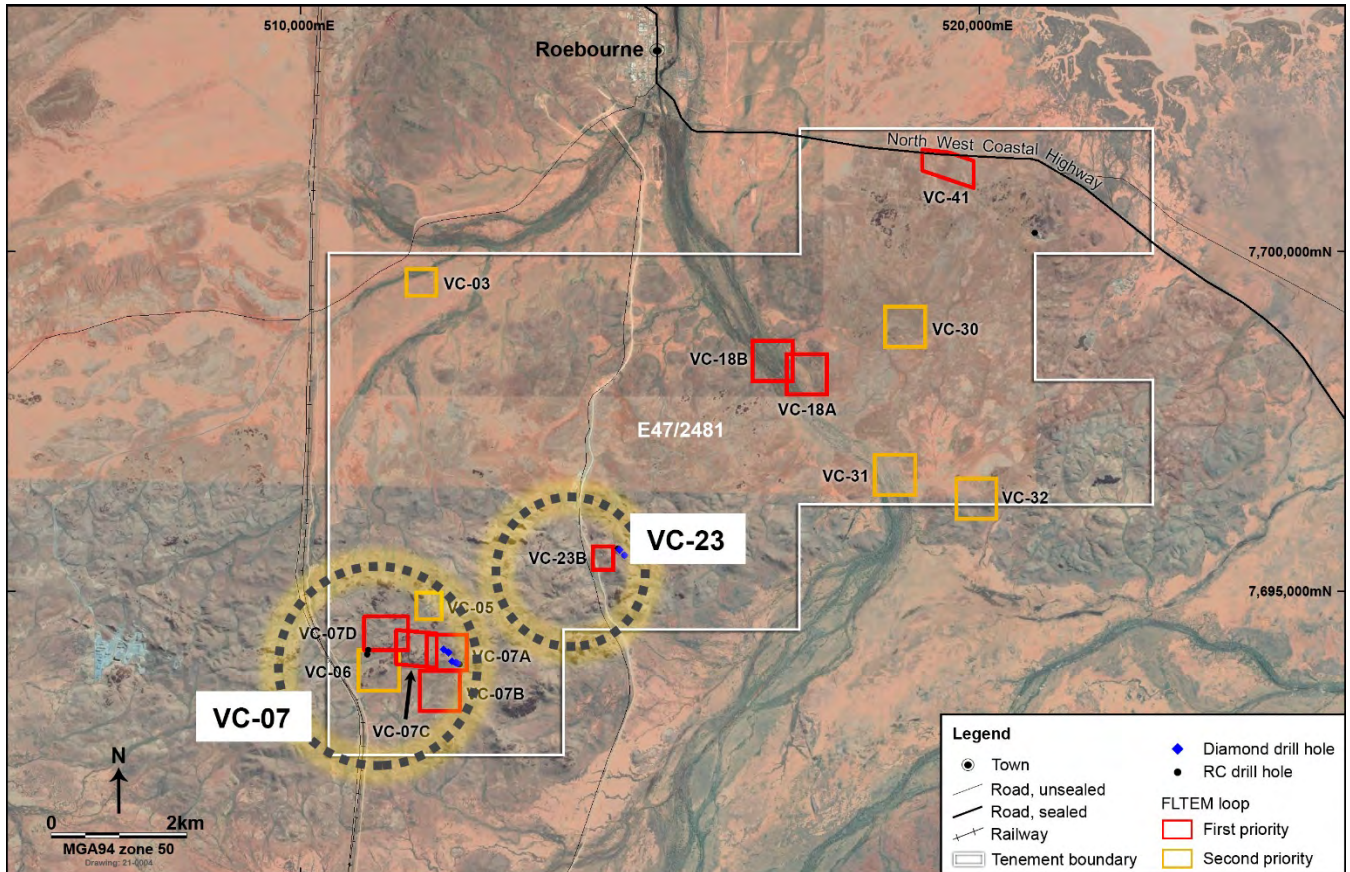 510,000mE
520,000mE
Roebourne
North West Coastal Highway
VC-41
7,700,000mN
VC-03
VC-30
VC-18B
VC-18A
E47/2481
VC-31
VC-32
VC-23
VC-23B
7,695,000mN
VC-05
VC-07D
VC-07A
VC-06
VC-07B
VC-07
VC-07C
N
0 2km
MGA94 zone 50
Drawing: 21-0004
Legend
Town
Road, unsealed
Road, sealed
Railway
Tenement boundary
Diamond drill hole
RC drill hole
FLTEM loop
First priority
Second priority